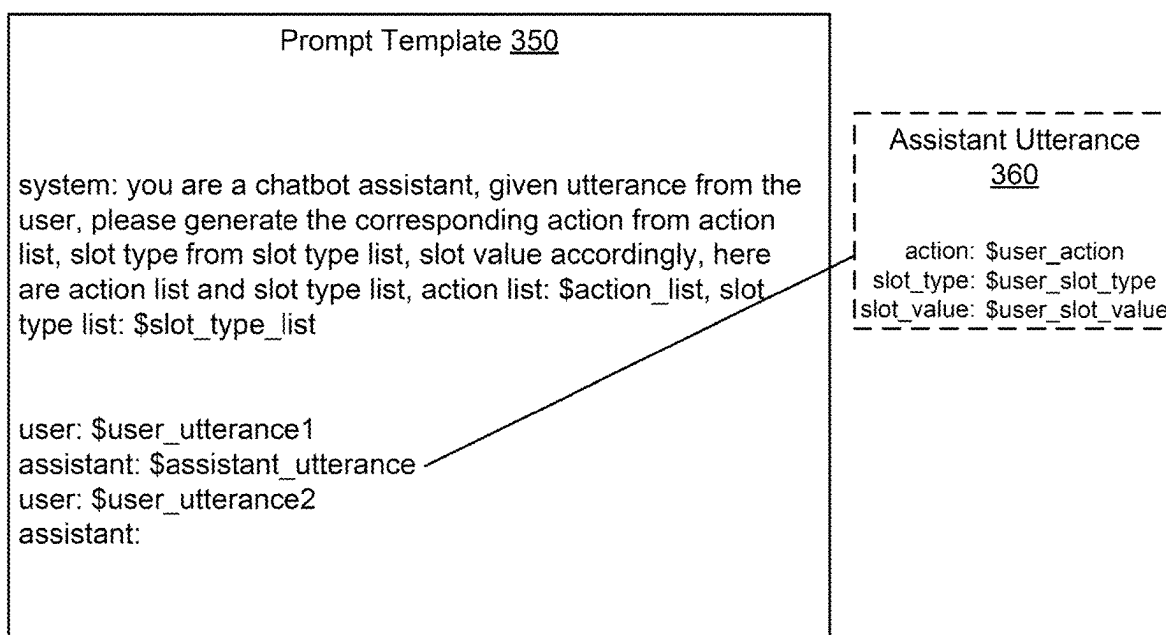 Prompt Template 350
system: you are a chatbot assistant, given utterance from the
user, please generate the corresponding action from action
list, slot type from slot type list, slot value accordingly, here
are action list and slot type list, action list: $action_list, slot
type list: $slot_type_list
user: $user_utterance1
assistant: $assistant_utterance
user: $user_utterance2
assistant:
Assistant Utterance
360
action: $user_action
slot_type: $user_slot_type
slot_value: $user_slot_value